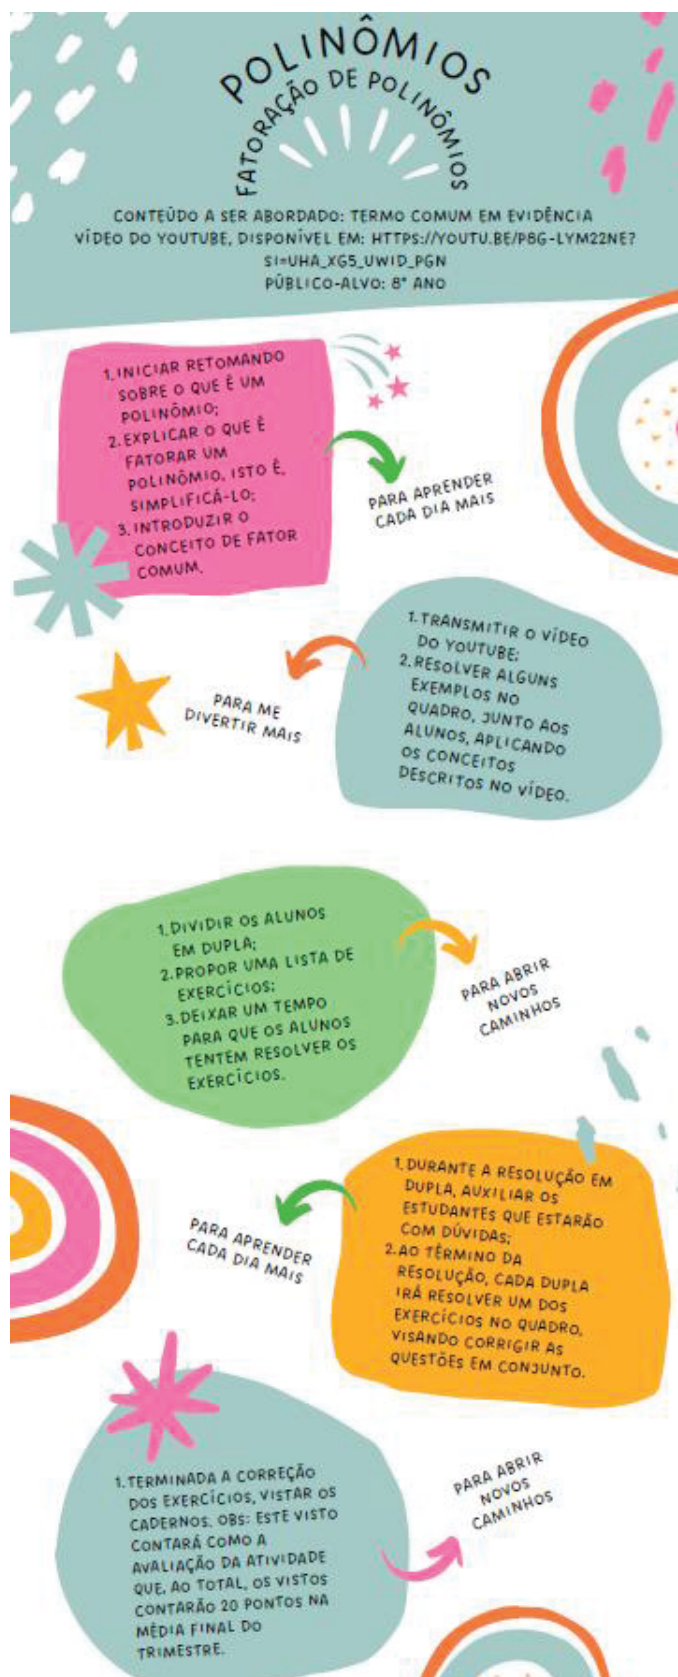 POLINÔMIOS
FATORAÇÃO DE POLINÔMIOS
CONTEÚDO A SER ABORDADO: TERMO COMUM EM EVIDÊNCIA
VÍDEO DO YOUTUBE, DISPONÍVEL EM: HTTPS://YOUTU.BE/P8G-LYM22NE?
SI=UHA_XG5_UWID_PGN
PÚBLICO-ALVO: 8° ANO
1. INICIAR RETOMANDO
SOBRE O QUE É UM
POLINÔMIO;
2. EXPLICAR O QUE É
FATORAR UM
POLINÔMIO, ISTO É,
SIMPLIFICÁ-LO;
3. INTRODUZIR O
CONCEITO DE FATOR
COMUM.
PARA APRENDER
CADA DIA MAIS
1. TRANSMITIR O VÍDEO
DO YOUTUBE;
2. RESOLVER ALGUNS
EXEMPLOS NO
QUADRO, JUNTO AOS
ALUNOS, APLICANDO
OS CONCEITOS
DESCRITOS NO VÍDEO.
PARA ME
DIVERTIR MAIS
1. DIVIDIR OS ALUNOS
EM DUPLA;
2. PROPOR UMA LISTA DE
EXERCÍCIOS;
3. DEIXAR UM TEMPO
PARA QUE OS ALUNOS
TENTEM RESOLVER OS
EXERCÍCIOS.
PARA ABRIR
NOVOS
CAMINHOS
1. DURANTE A RESOLUÇÃO EM
DUPLA, AUXILIAR OS
ESTUDANTES QUE ESTARÃO
COM DÚVIDAS;
2. AO TÉRMINO DA
RESOLUÇÃO, CADA DUPLA
IRÁ RESOLVER UM DOS
EXERCÍCIOS NO QUADRO,
VISANDO CORRIGIR AS
QUESTÕES EM CONJUNTO.
PARA APRENDER
CADA DIA MAIS
1. TERMINADA A CORREÇÃO
DOS EXERCÍCIOS, VISTAR OS
CADERNOS. OBS: ESTE VISTO
CONTARÁ COMO A
AVALIAÇÃO DA ATIVIDADE
QUE, AO TOTAL, OS VISTOS
CONTARÃO 20 PONTOS NA
MÉDIA FINAL DO
TRIMESTRE.
PARA ABRIR
NOVOS
CAMINHOS